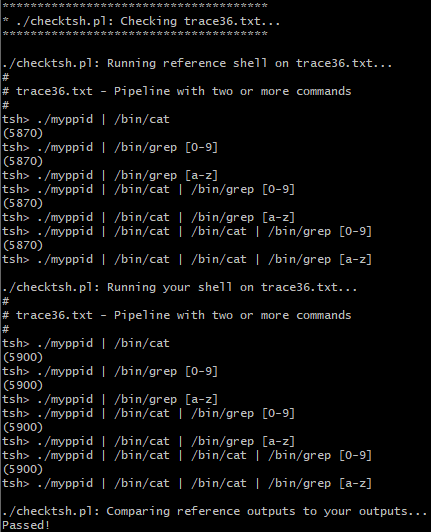 **************************************
* ./checktsh.pl: Checking trace36.txt...
**************************************
./checktsh.pl: Running reference shell on trace36.txt...
#
# trace36.txt - Pipeline with two or more commands
#
tsh> ./myppid | /bin/cat
(5870)
tsh> ./myppid | /bin/grep [0-9]
(5870)
tsh> ./myppid | /bin/grep [a-z]
tsh> ./myppid | /bin/cat | /bin/grep [0-9]
(5870)
tsh> ./myppid | /bin/cat | /bin/grep [a-z]
tsh> ./myppid | /bin/cat | /bin/cat | /bin/grep [0-9]
(5870)
tsh> ./myppid | /bin/cat | /bin/cat | /bin/grep [a-z]
./checktsh.pl: Running your shell on trace36.txt...
#
# trace36.txt - Pipeline with two or more commands
#
tsh> ./myppid | /bin/cat
(5900)
tsh> ./myppid | /bin/grep [0-9]
(5900)
tsh> ./myppid | /bin/grep [a-z]
tsh> ./myppid | /bin/cat | /bin/grep [0-9]
(5900)
tsh> ./myppid | /bin/cat | /bin/grep [a-z]
tsh> ./myppid | /bin/cat | /bin/cat | /bin/grep [0-9]
(5900)
tsh> ./myppid | /bin/cat | /bin/cat | /bin/grep [a-z]
./checktsh.pl: Comparing reference outputs to your outputs...
Passed!